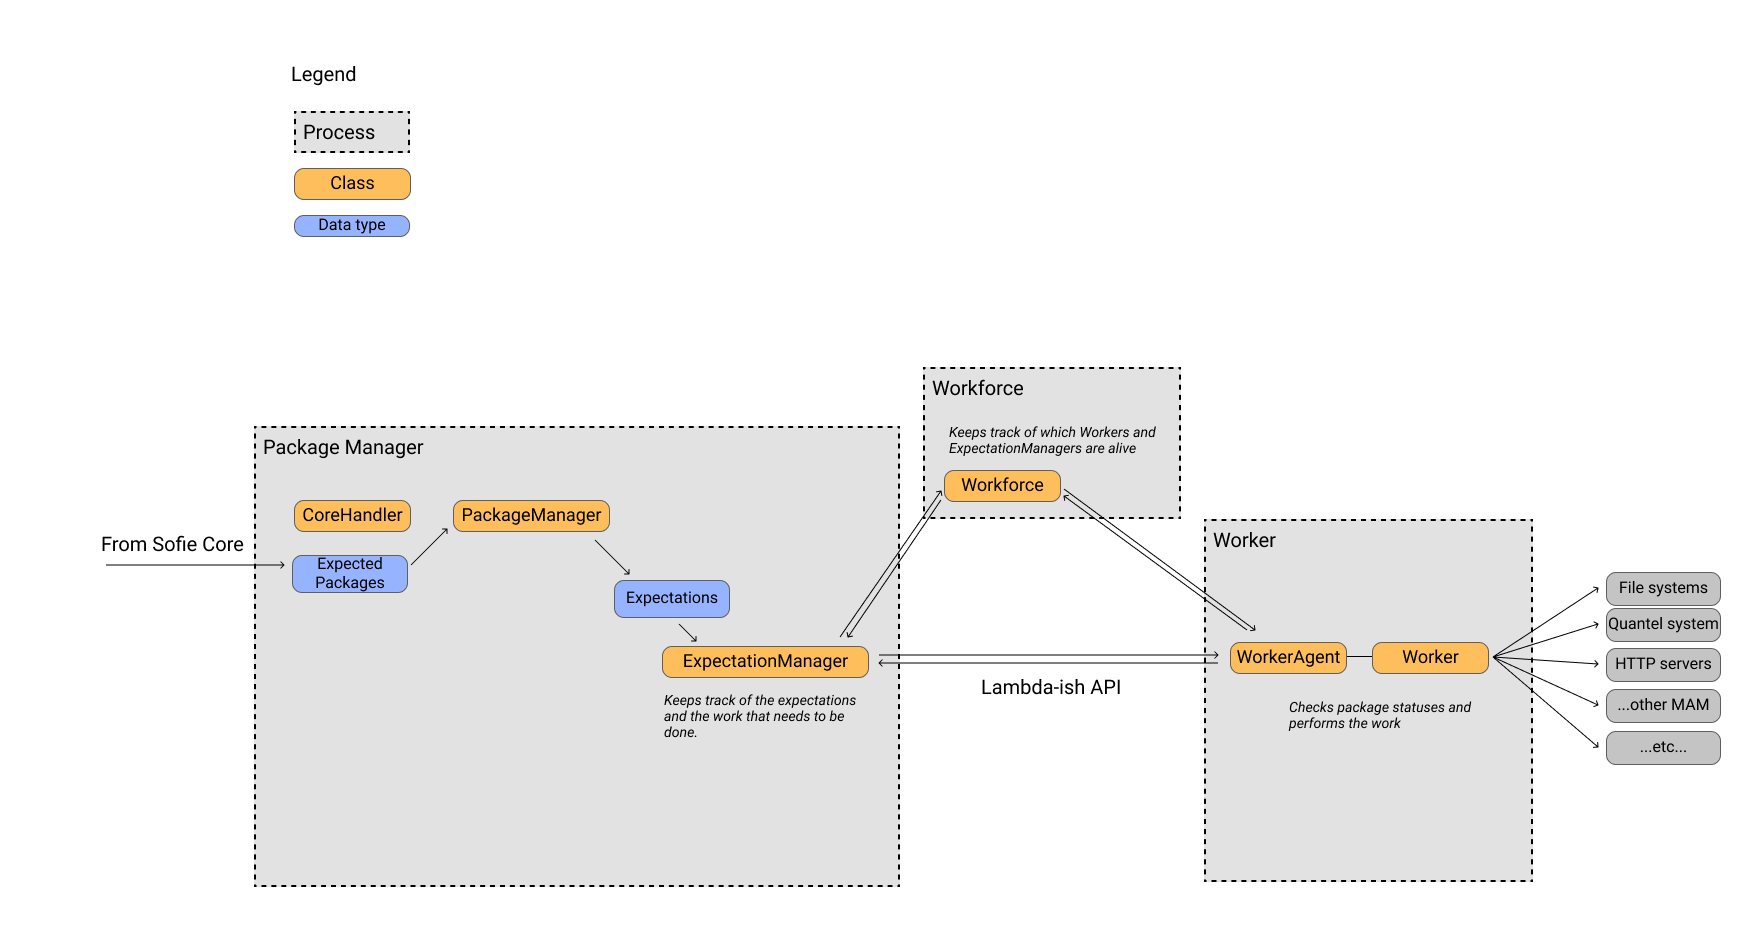 Legend
Process
Class
Data type
Workforce
Keeps track of which Workers and
ExpectationManagers are alive
Workforce
Package Manager
CoreHandler
PackageManager
From Sofie Core
Expected
Packages
Expectations
ExpectationManager
Keeps track of the expectations
and the work that needs to be
done.
Lambda-ish API
Worker
WorkerAgent
Worker
Checks package statuses and
performs the work
File systems
Quantel system
HTTP servers
...other MAM
...etc...